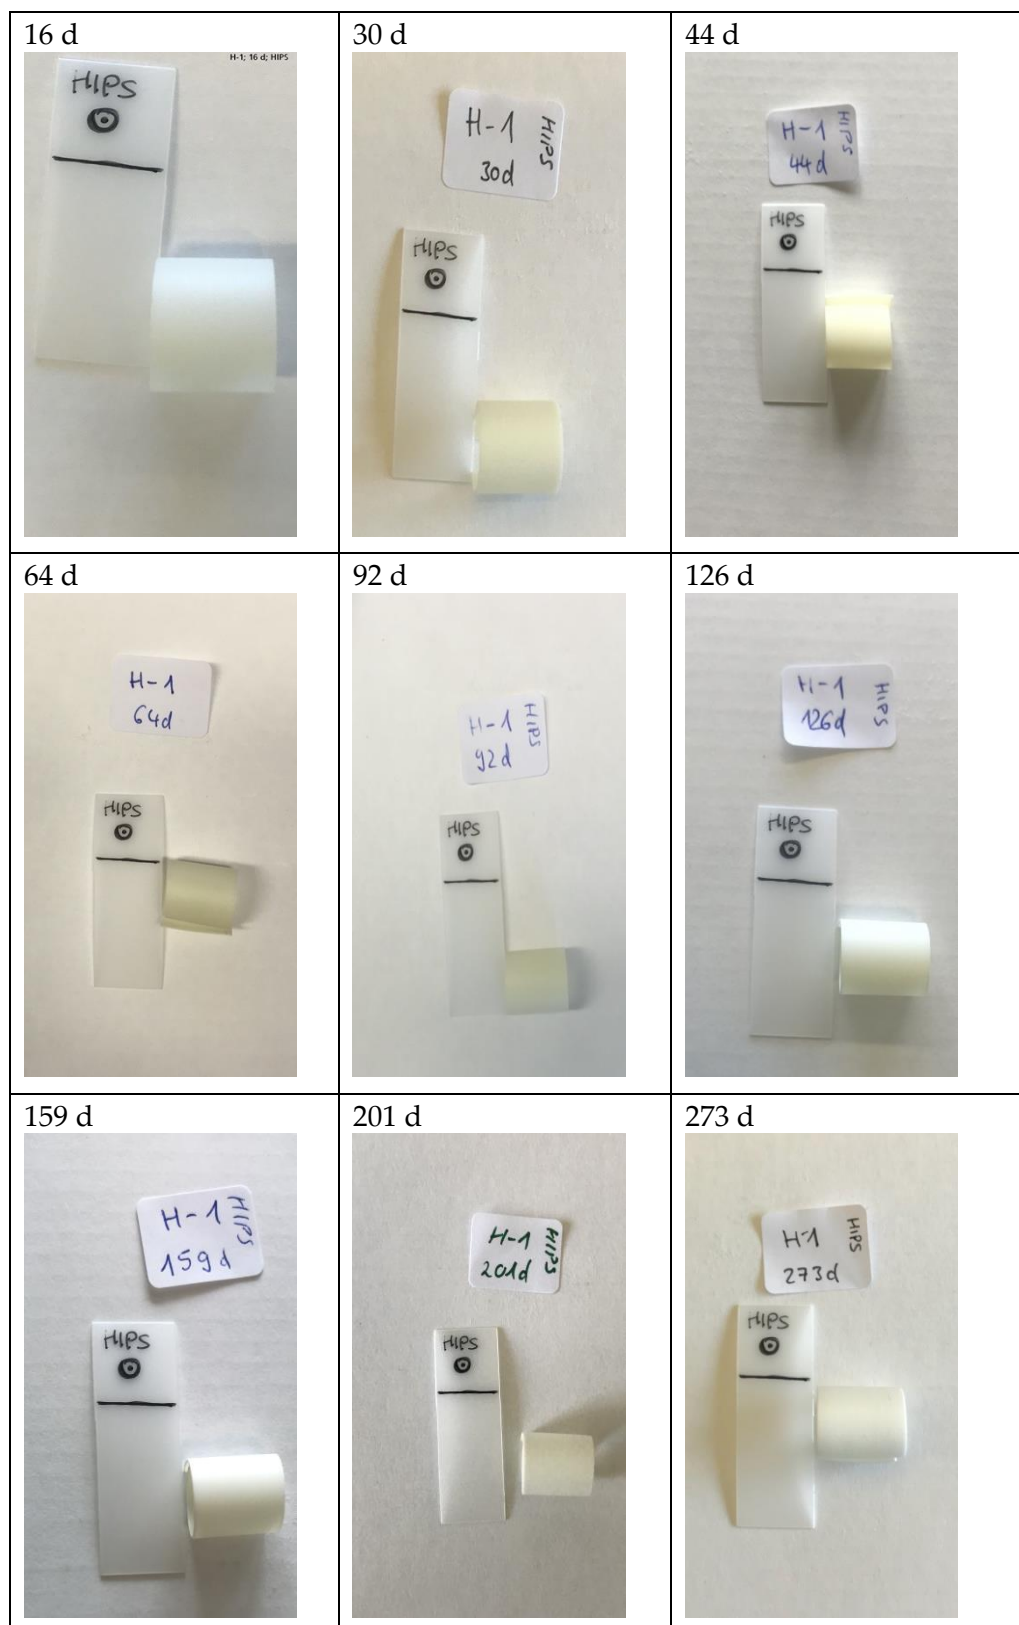 16 d
H-1; 16 d; HIPS
HIPS
30 d
H-1
HIPS
30d
HIPS
44 d
H-1
HIPS
44d
HIPS
64 d
H-1
64d
HIPS
92 d
H-1
HIPS
92d
HIPS
126 d
H-1
HIPS
126d
HIPS
159 d
H-1
HIPS
159d
HIPS
201 d
H-1
HIPS
201d
HIPS
273 d
H-1
HIPS
273d
HIPS